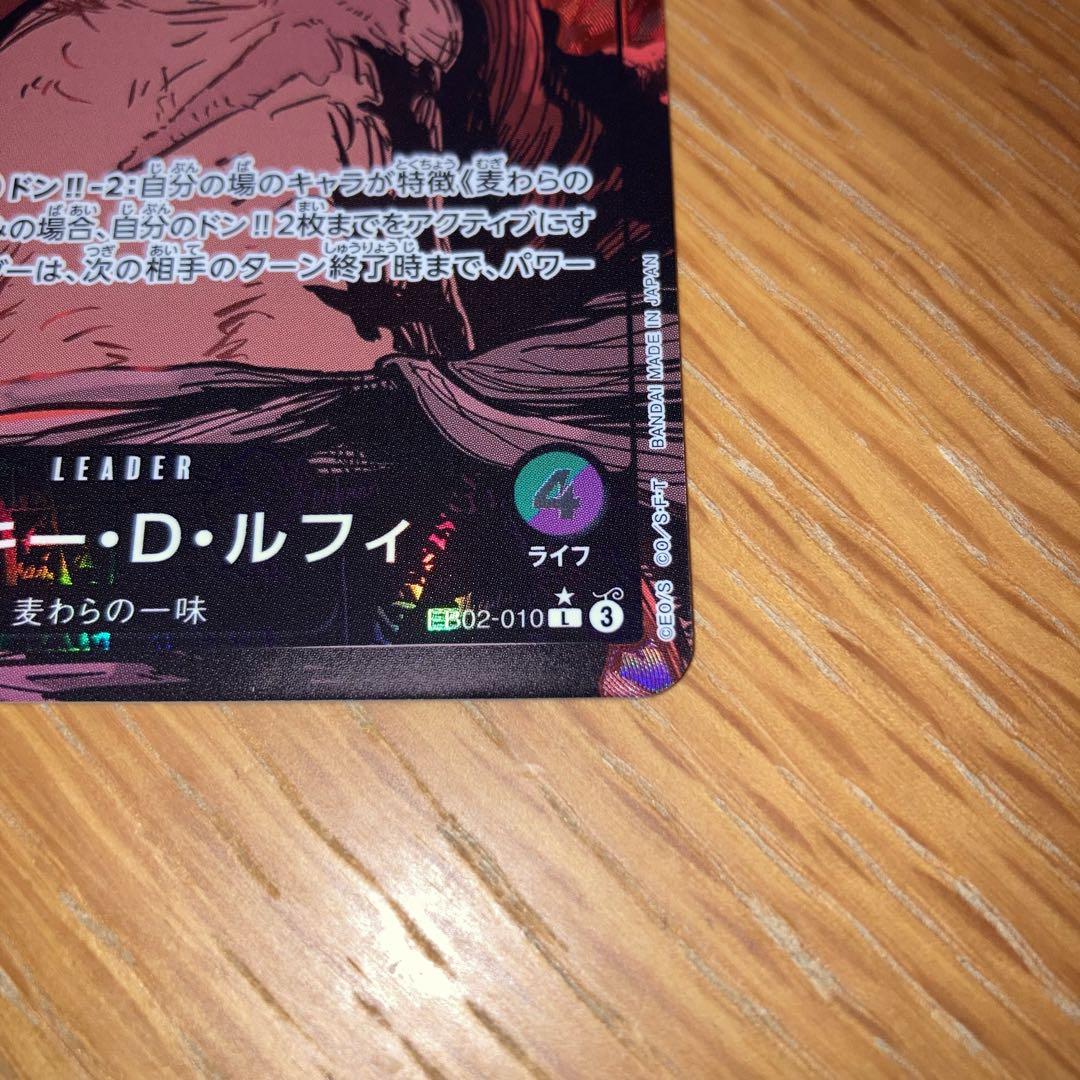 ドン!!-2:自分の場のキャラが特徴《麦わらの
の場合、自分のドン!!2枚までをアクティブにす
ーは、次の相手のターン終了時まで、パワー
LEADER
ー・D・ルフィ
4
ライフ
麦わらの一味
EB02-010 L 3
©E.O/S ©O/S・F・T BANDAI MADE IN JAPAN